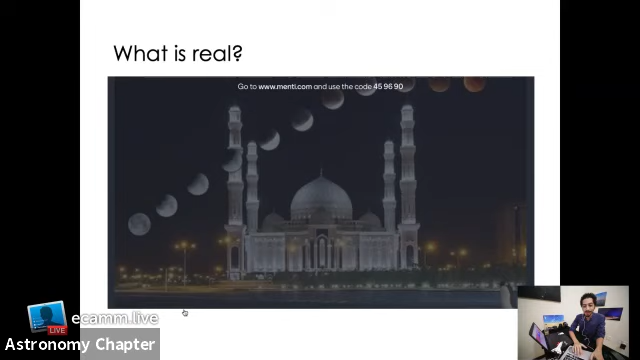 What is real?
Go to www.menti.com and use the code 45 96 90
ecamm.live
LIVE
Astronomy Chapter